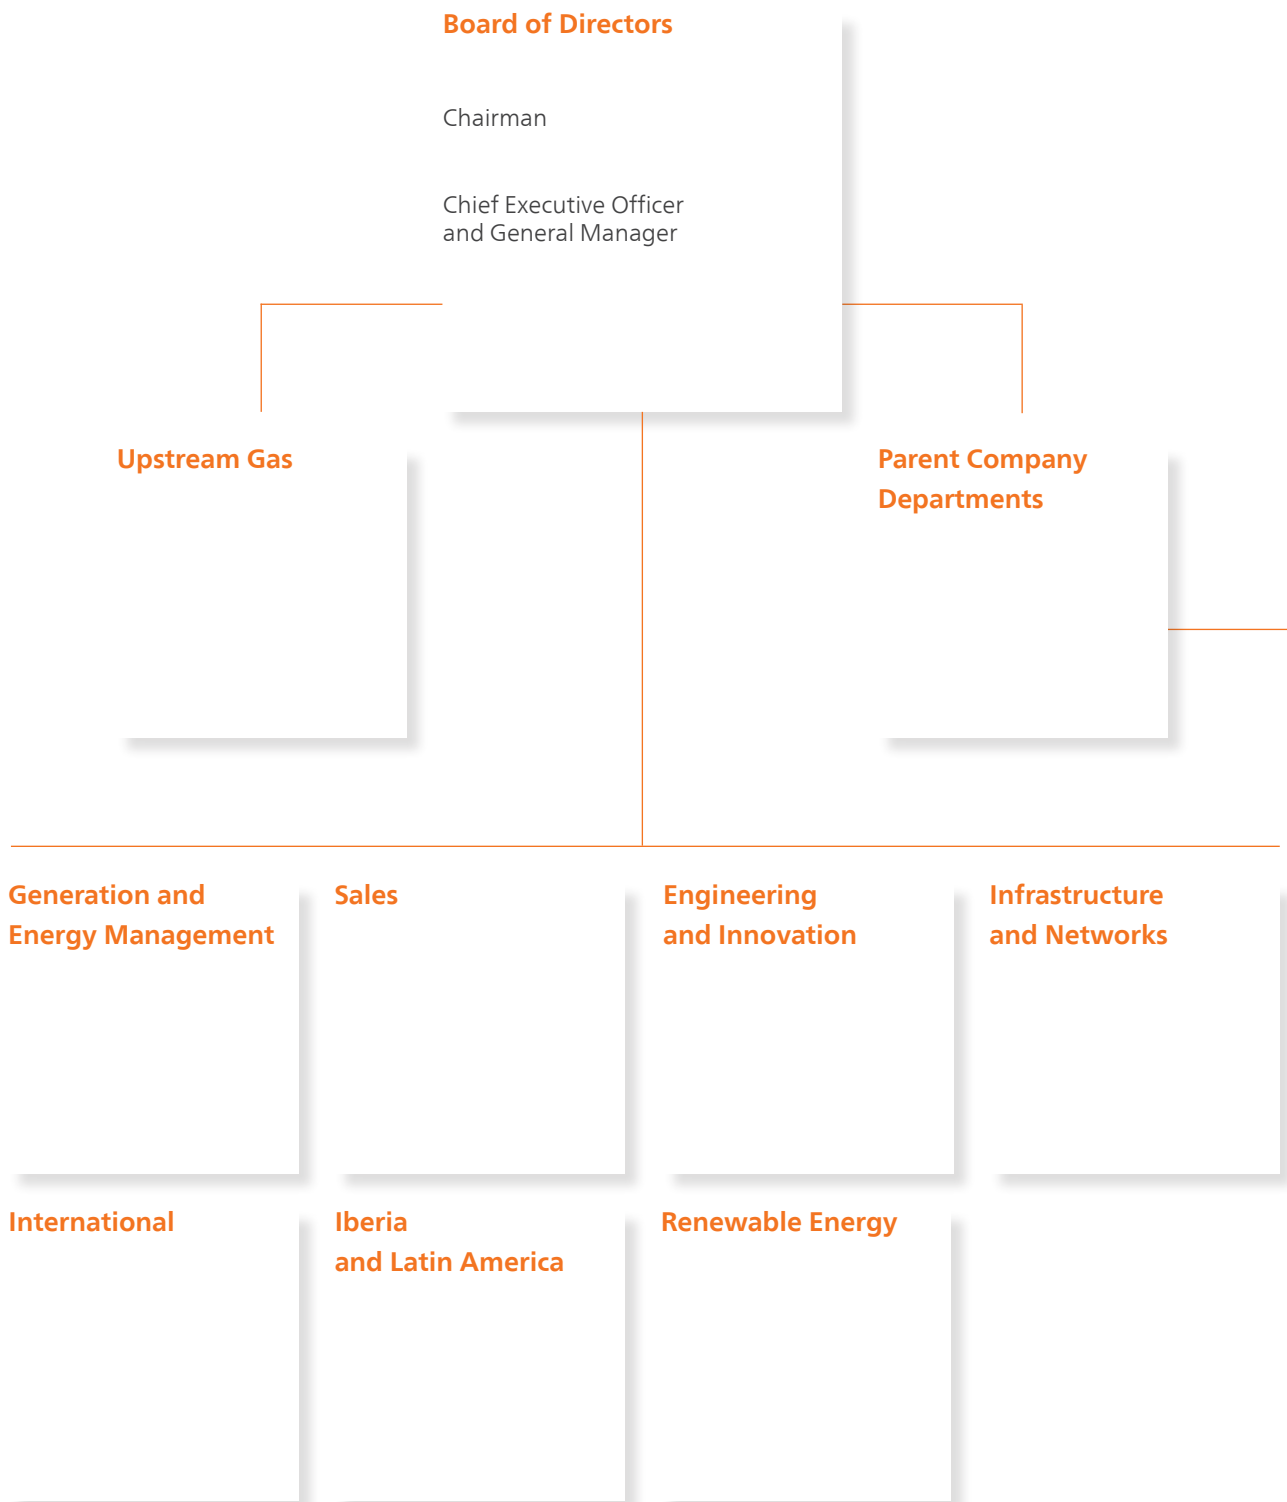 Board of Directors
Chairman
Chief Executive Officer
and General Manager
Upstream Gas
Parent Company
Departments
Generation and
Energy Management
Sales
Engineering
and Innovation
Infrastructure
and Networks
International
Iberia
and Latin America
Renewable Energy